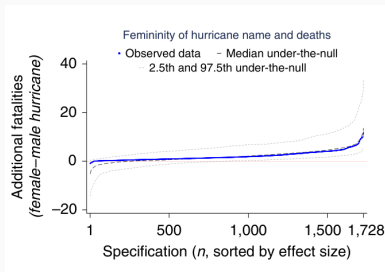 Femininity of hurricane name and deaths
Observed data
Median under-the-null
2.5th and 97.5th under-the-null
Additional fatalities
(female–male hurricane)
40
20
0
−20
1
500
1,000
1,500
1,728
Specification (n, sorted by effect size)